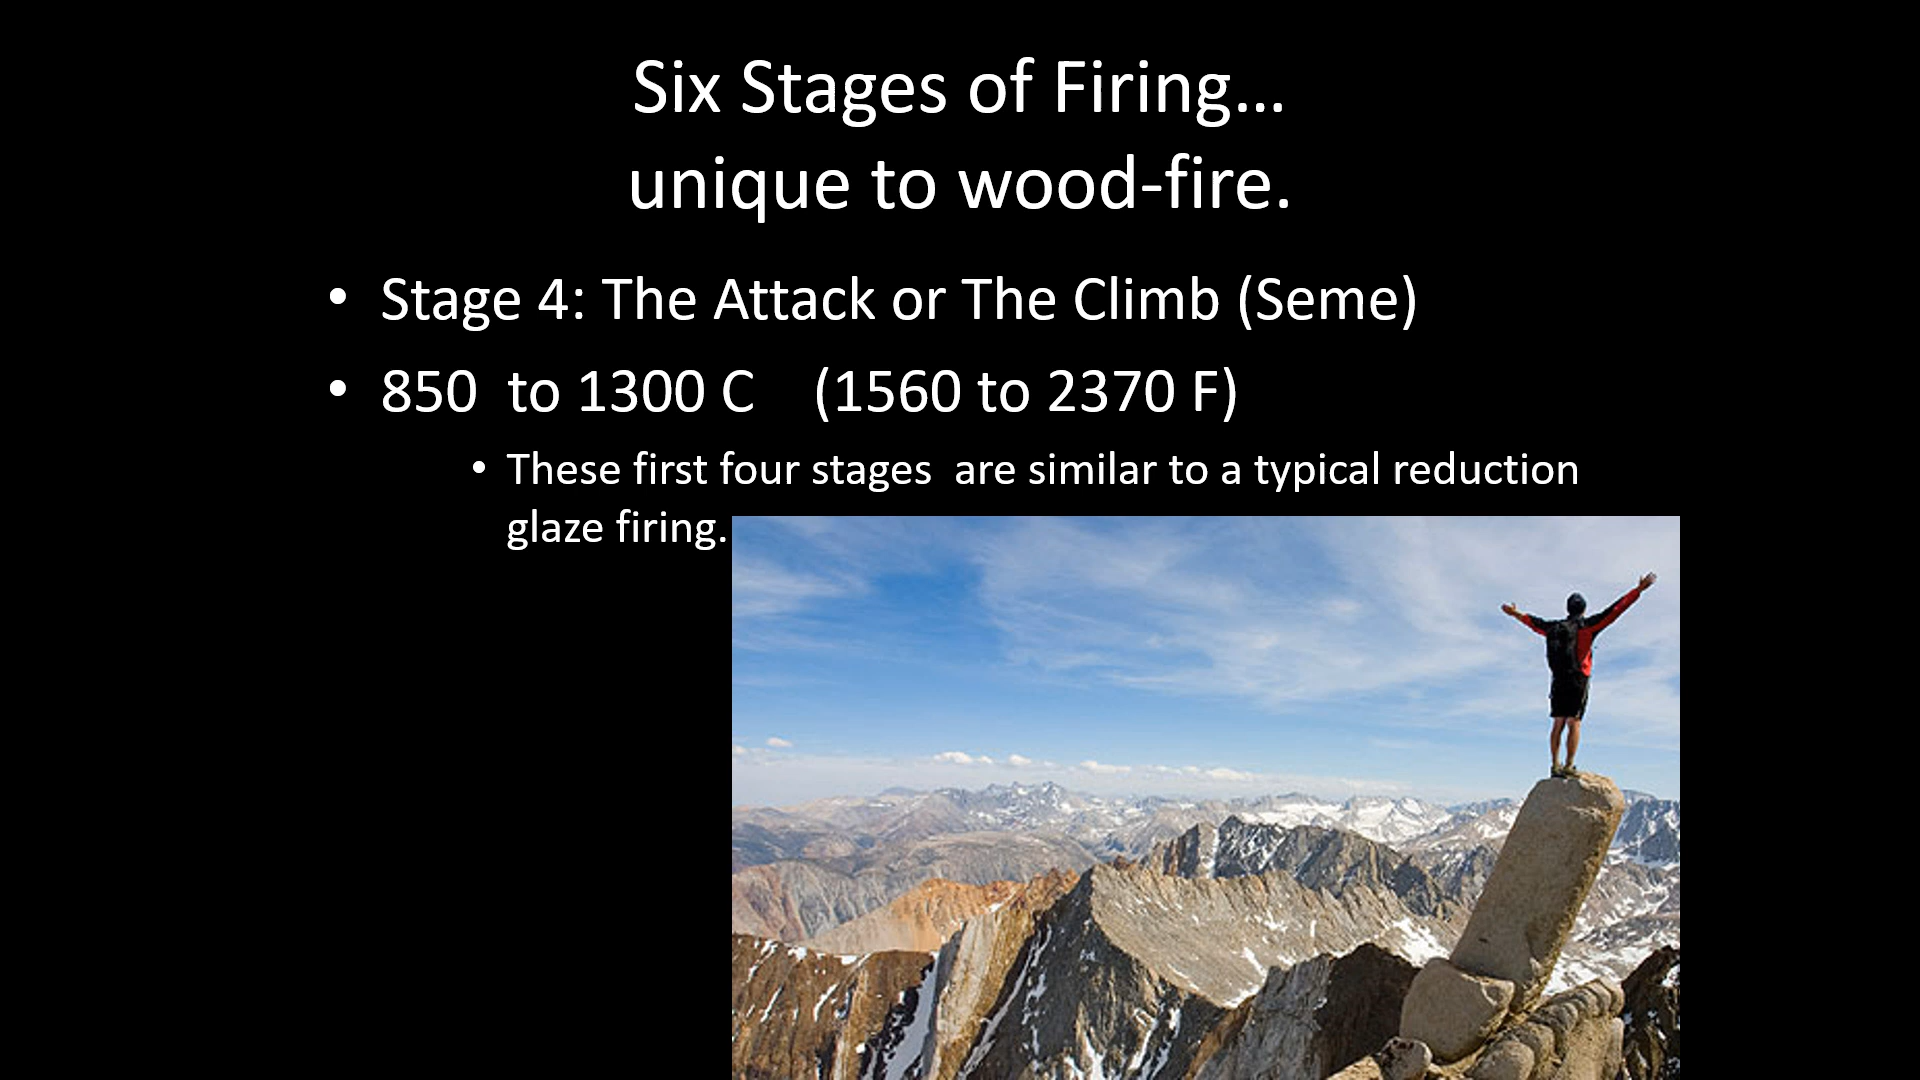 Six Stages of Firing…
unique to wood-fire.
• Stage 4: The Attack or The Climb (Seme)
• 850  to 1300 C    (1560 to 2370 F)
• These first four stages  are similar to a typical reduction
glaze firing.